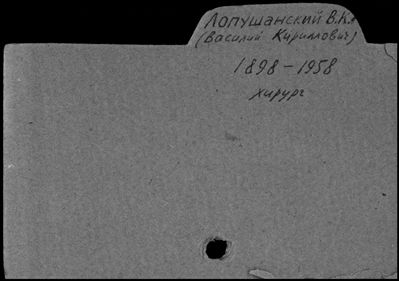 Лопушанский В.К.
(Василий Кириллович)
1898-1958
хирург